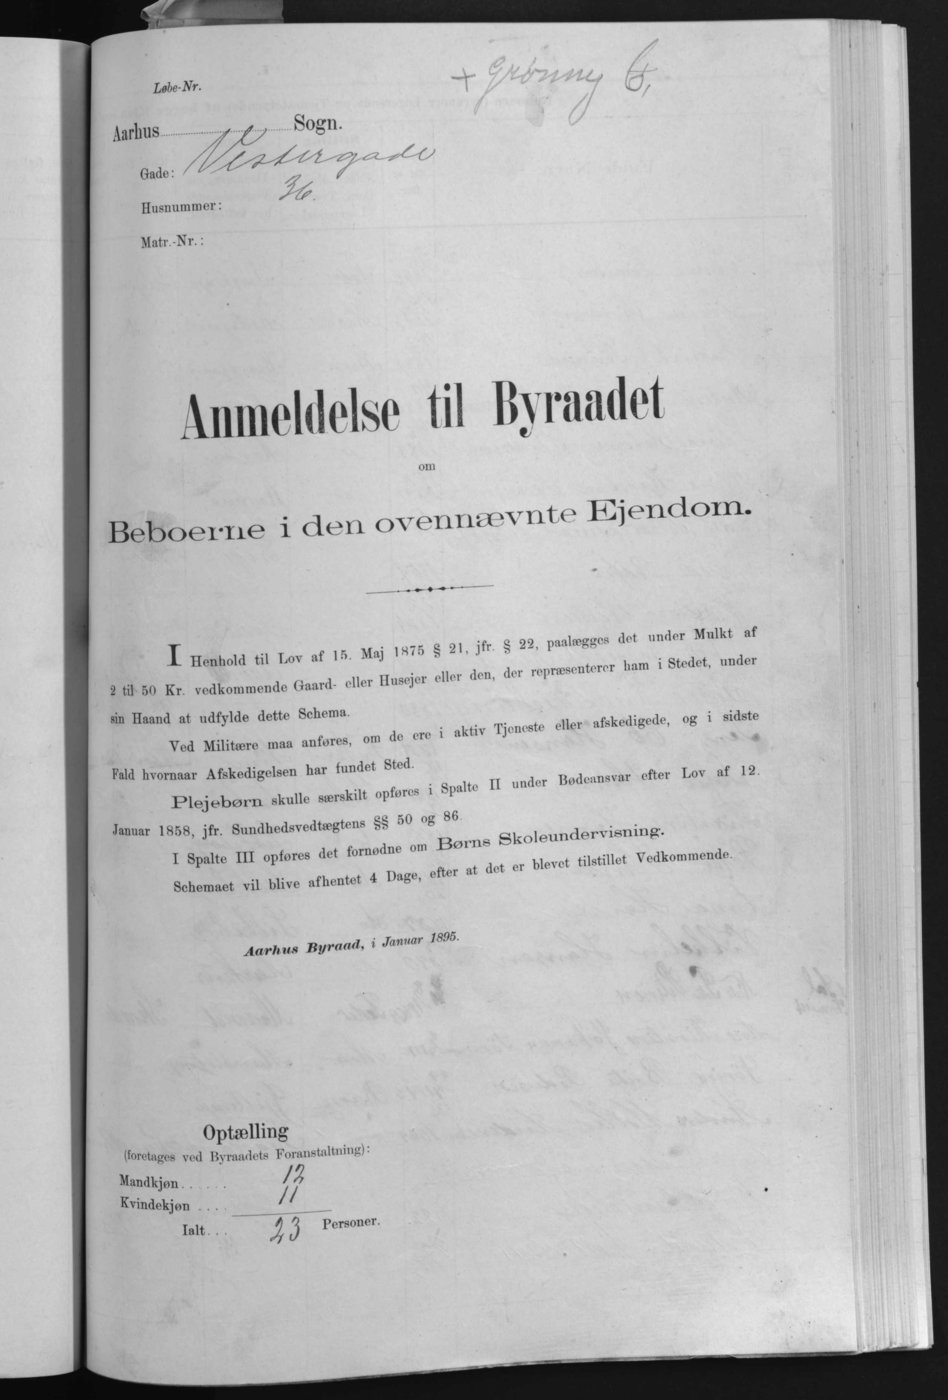 Løbe-Nr.
+ Grønneg 6,
Aarhus Sogn.
Gade: Vestergade
Husnummer: 36.
Matr.-Nr.:
Anmeldelse til Byraadet
om
Beboerne i den ovennævnte Ejendom.
I Henhold til Lov af 15. Maj 1875 § 21, jfr. § 22, paalægges det under Mulkt af
2 til 50 Kr. vedkommende Gaard- eller Husejer eller den, der repræsenterer ham i Stedet, under
sin Haand at udfylde dette Schema.
Ved Militære maa anføres, om de ere i aktiv Tjeneste eller afskedigede, og i sidste
Fald hvornaar Afskedigelsen har fundet Sted.
Plejebørn skulle særskilt opføres i Spalte II under Bødeansvar efter Lov af 12.
Januar 1858, jfr. Sundhedsvedtægtens §§ 50 og 86.
I Spalte III opføres det fornødne om Børns Skoleundervisning.
Schemaet vil blive afhentet 4 Dage, efter at det er blevet tilstillet Vedkommende.
Aarhus Byraad, i Januar 1895.
Optælling
(foretages ved Byraadets Foranstaltning):
Mandkjøn...... 12
Kvindekjøn .... 11
Ialt... 23 Personer.